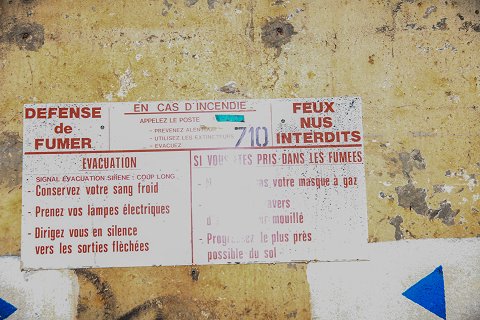 DEFENSE
de
FUMER
EN CAS D'INCENDIE
APPELEZ LE POSTE
- PREVENEZ ALENTOUR -
- UTILISEZ LES EXTINCTEURS
- EVACUEZ
710
FEUX
NUS
INTERDITS
EVACUATION
SIGNAL EVACUATION SIRENE : COUP LONG
- Conservez votre sang froid
- Prenez vos lampes électriques
- Dirigez vous en silence
vers les sorties fléchées
SI VOUS ETES PRIS DANS LES FUMEES
votre masque à gaz
mouillé
- Progressez le plus près
possible du sol -